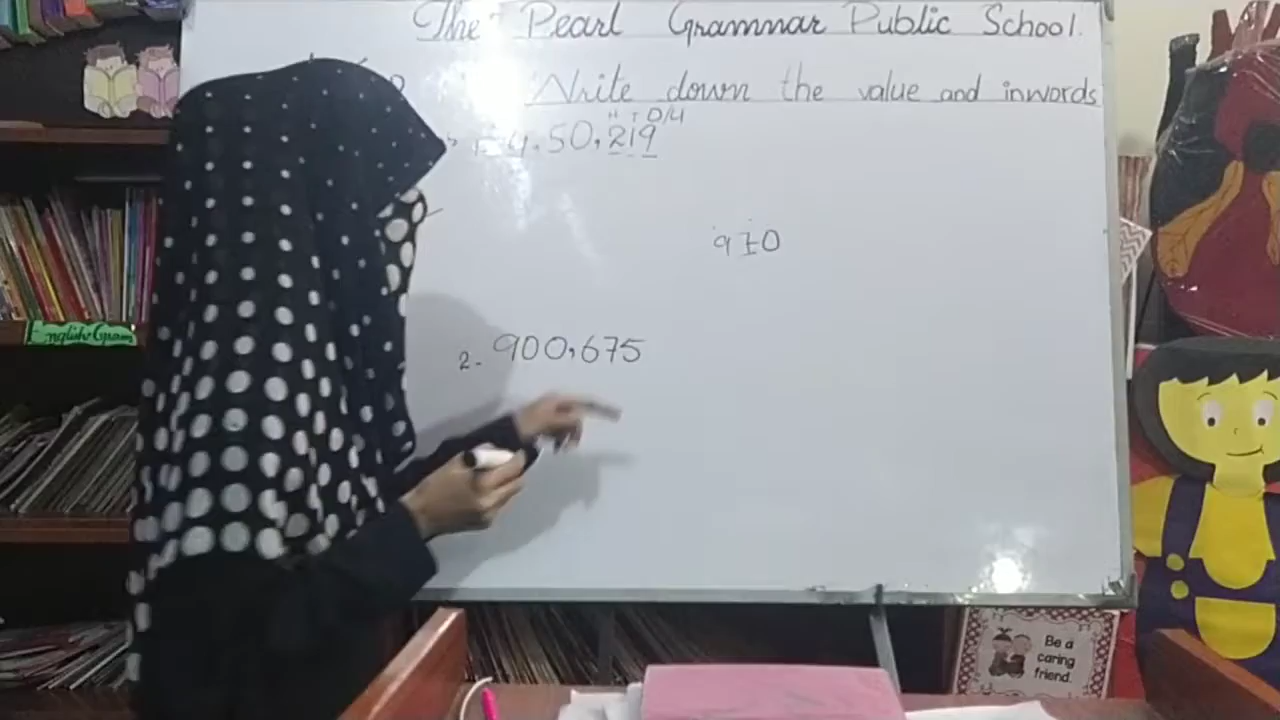 The Pearl Grammar Public School.
Write down the value and inwords
H T O/U
4,50,219
970
2. 900,675
English Gram
Be a
caring
friend.